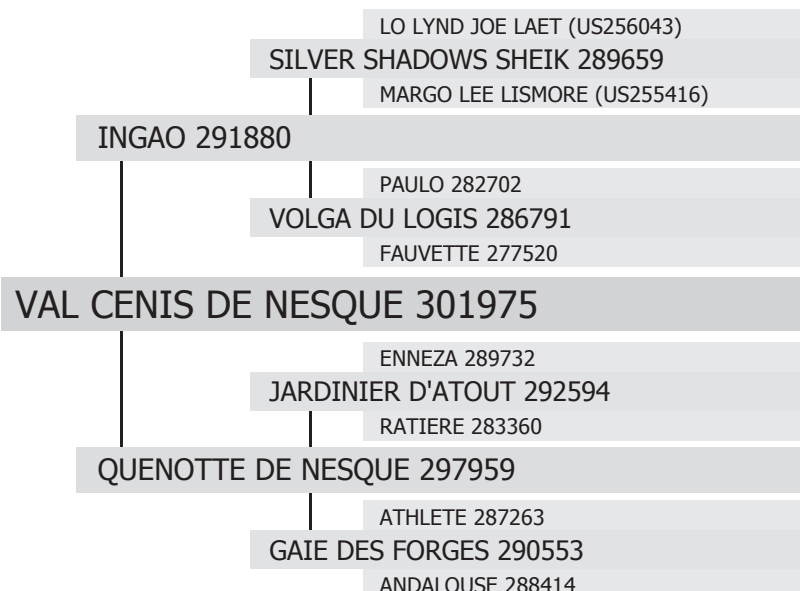 LO LYND JOE LAET (US256043)
SILVER SHADOWS SHEIK 289659
MARGO LEE LISMORE (US255416)
INGAO 291880
PAULO 282702
VOLGA DU LOGIS 286791
FAUVETTE 277520
VAL CENIS DE NESQUE 301975
ENNEZA 289732
JARDINIER D'ATOUT 292594
RATIERE 283360
QUENOTTE DE NESQUE 297959
ATHLETE 287263
GAIE DES FORGES 290553
ANDALOUSE 288414